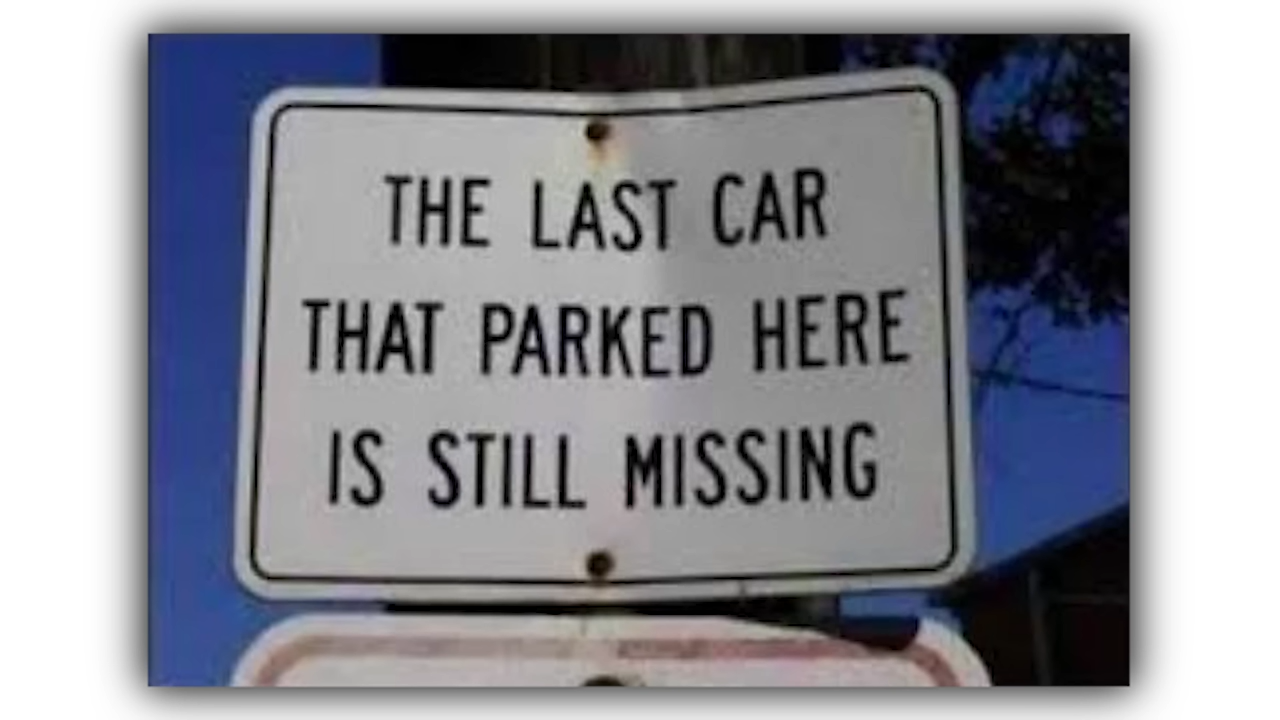 THE LAST CAR
THAT PARKED HERE
IS STILL MISSING